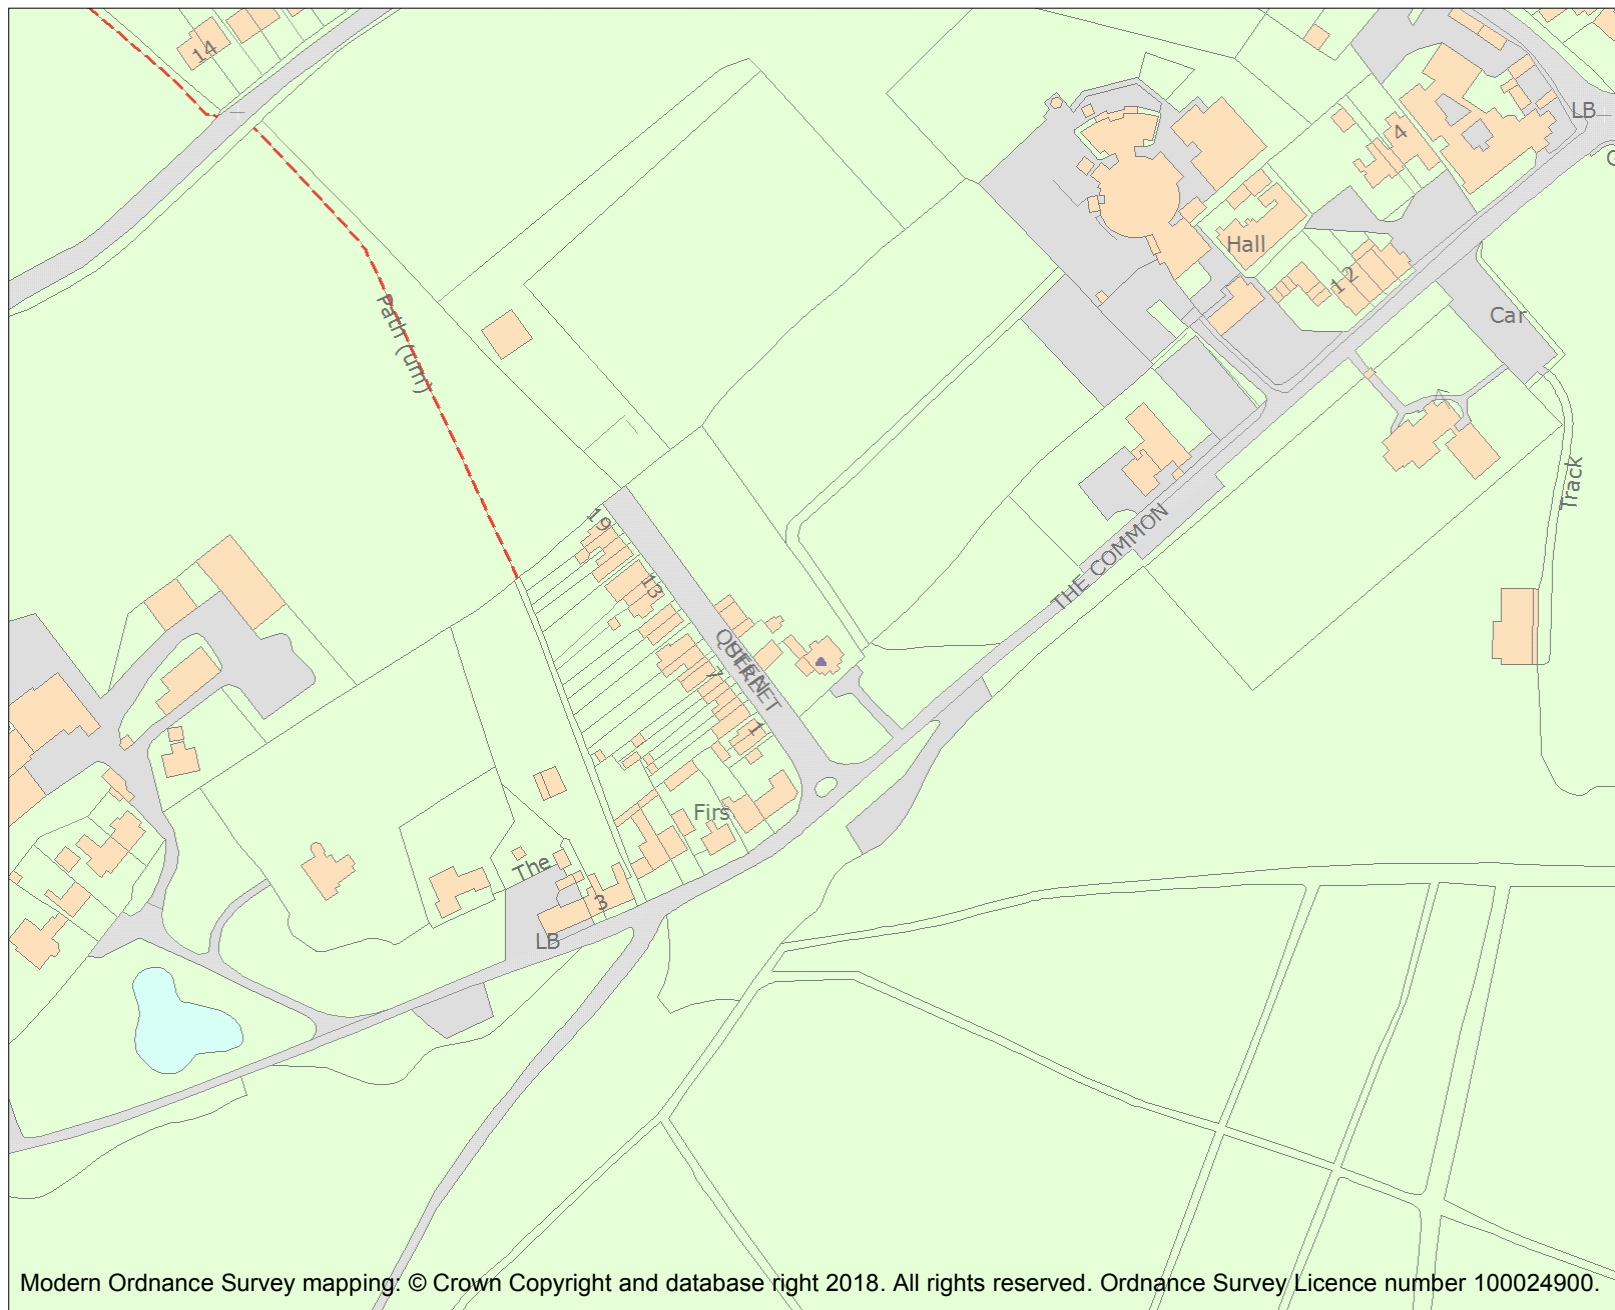 14
LB
4
Hall
1 2
Car
Path (um)
Track
19
THE COMMON
13
QUEEN
STREET
7
1
Firs
The
3
LB
Modern Ordnance Survey mapping: © Crown Copyright and database right 2018. All rights reserved. Ordnance Survey Licence number 100024900.